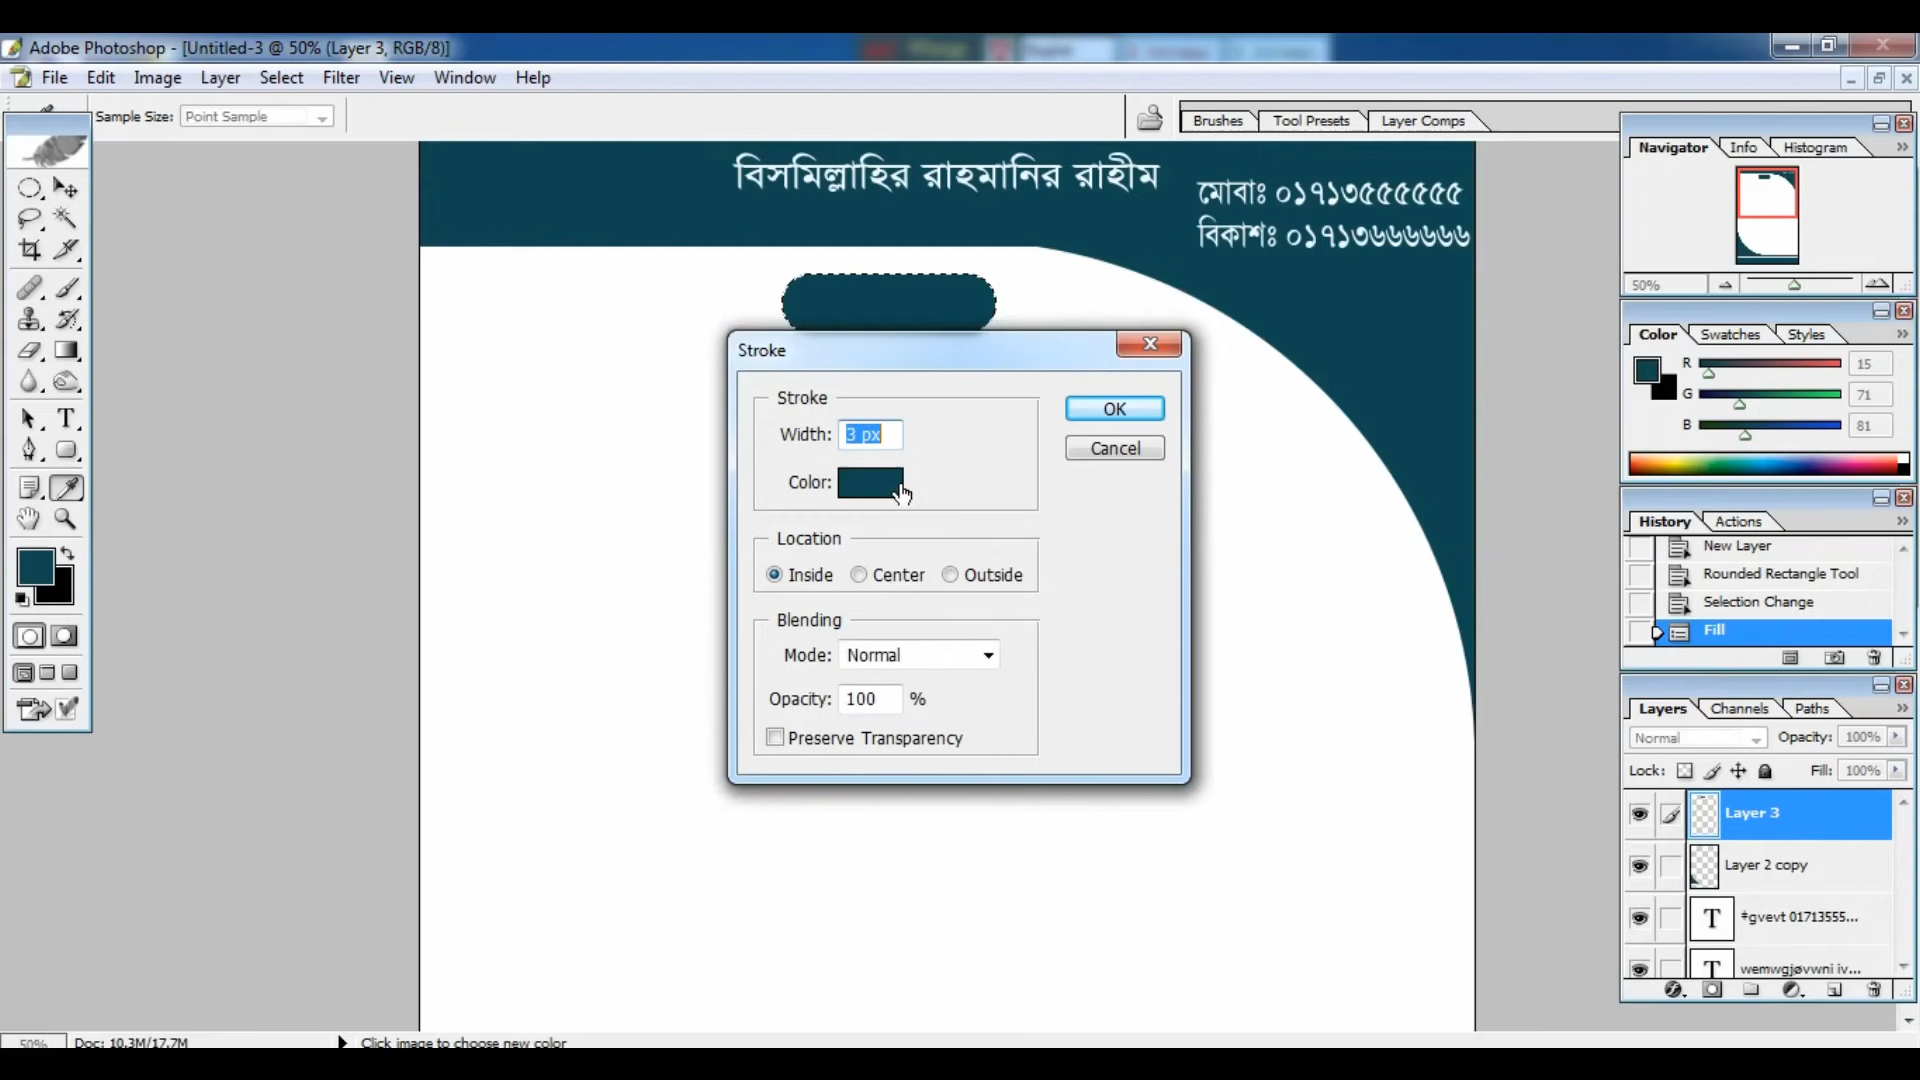 Adobe Photoshop - [Untitled-3 @ 50% (Layer 3, RGB/8)]
File Edit Image Layer Select Filter View Window Help
Sample Size: Point Sample
Brushes Tool Presets Layer Comps
বিসমিল্লাহির রাহমানির রাহীম
মোবাঃ ০১৭১৩৫৫৫৫৫৫
বিকাশঃ ০১৭১৩৬৬৬৬৬৬
Stroke
Stroke
Width: 3 px
Color:
OK
Cancel
Location
Inside Center Outside
Blending
Mode: Normal
Opacity: 100 %
Preserve Transparency
Navigator Info Histogram
50%
Color Swatches Styles
R 15
G 71
B 81
History Actions
New Layer
Rounded Rectangle Tool
Selection Change
Fill
Layers Channels Paths
Normal Opacity: 100%
Lock: Fill: 100%
Layer 3
Layer 2 copy
T ‡gvevt 01713555...
T wemwgjøvwni iv...
50% Doc: 10.3M/17.7M Click image to choose new color